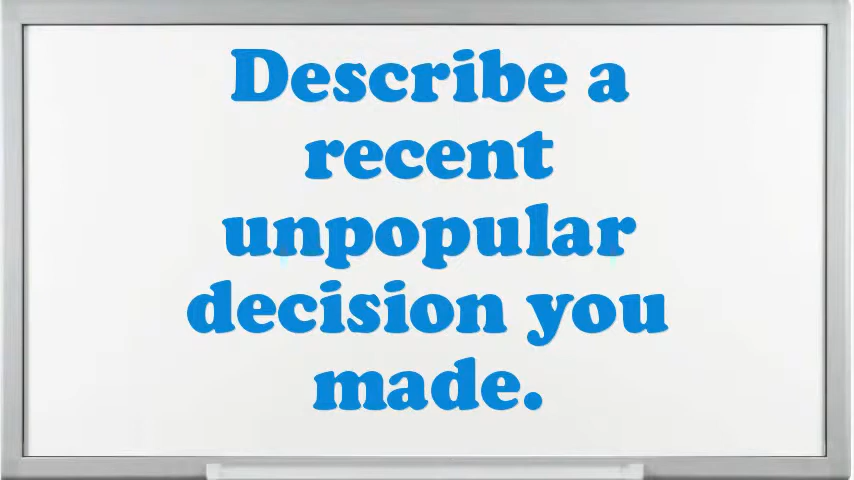 Describe a
recent
unpopular
decision you
made.